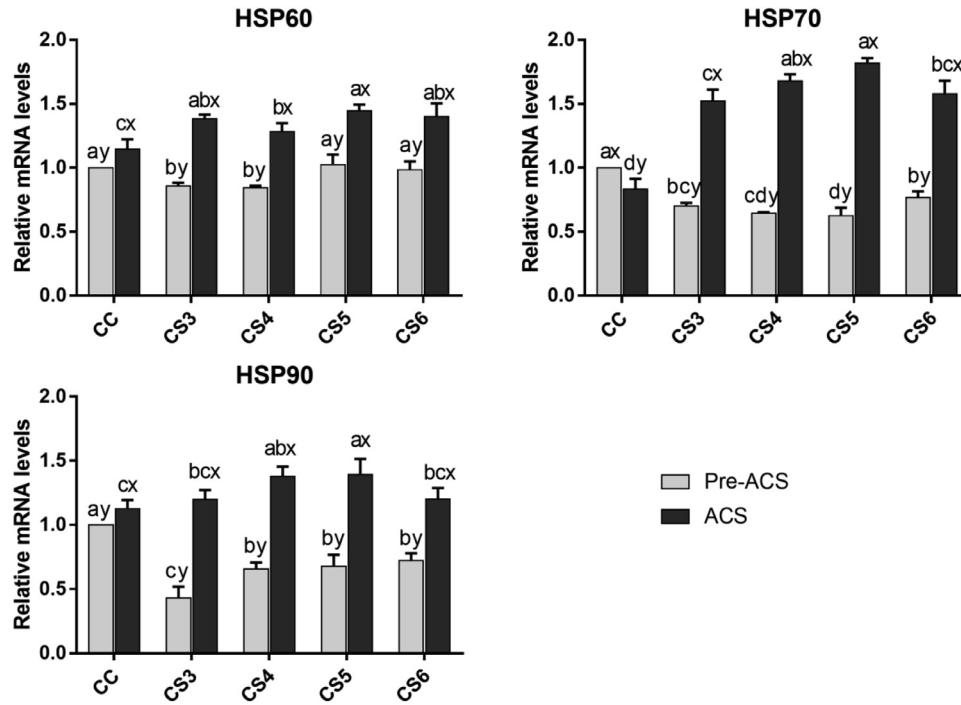 HSP60
Relative mRNA levels
2.0
1.5
1.0
0.5
0.0
ay
cx
by
abx
by
bx
ay
ax
ay
abx
CC
CS3
CS4
CS5
CS6
HSP70
Relative mRNA levels
2.0
1.5
1.0
0.5
0.0
ax
dy
bcy
cx
cdy
abx
dy
ax
by
bcx
CC
CS3
CS4
CS5
CS6
HSP90
Relative mRNA levels
2.0
1.5
1.0
0.5
0.0
ay
cx
cy
bcx
by
abx
by
ax
by
bcx
CC
CS3
CS4
CS5
CS6
Pre-ACS
ACS